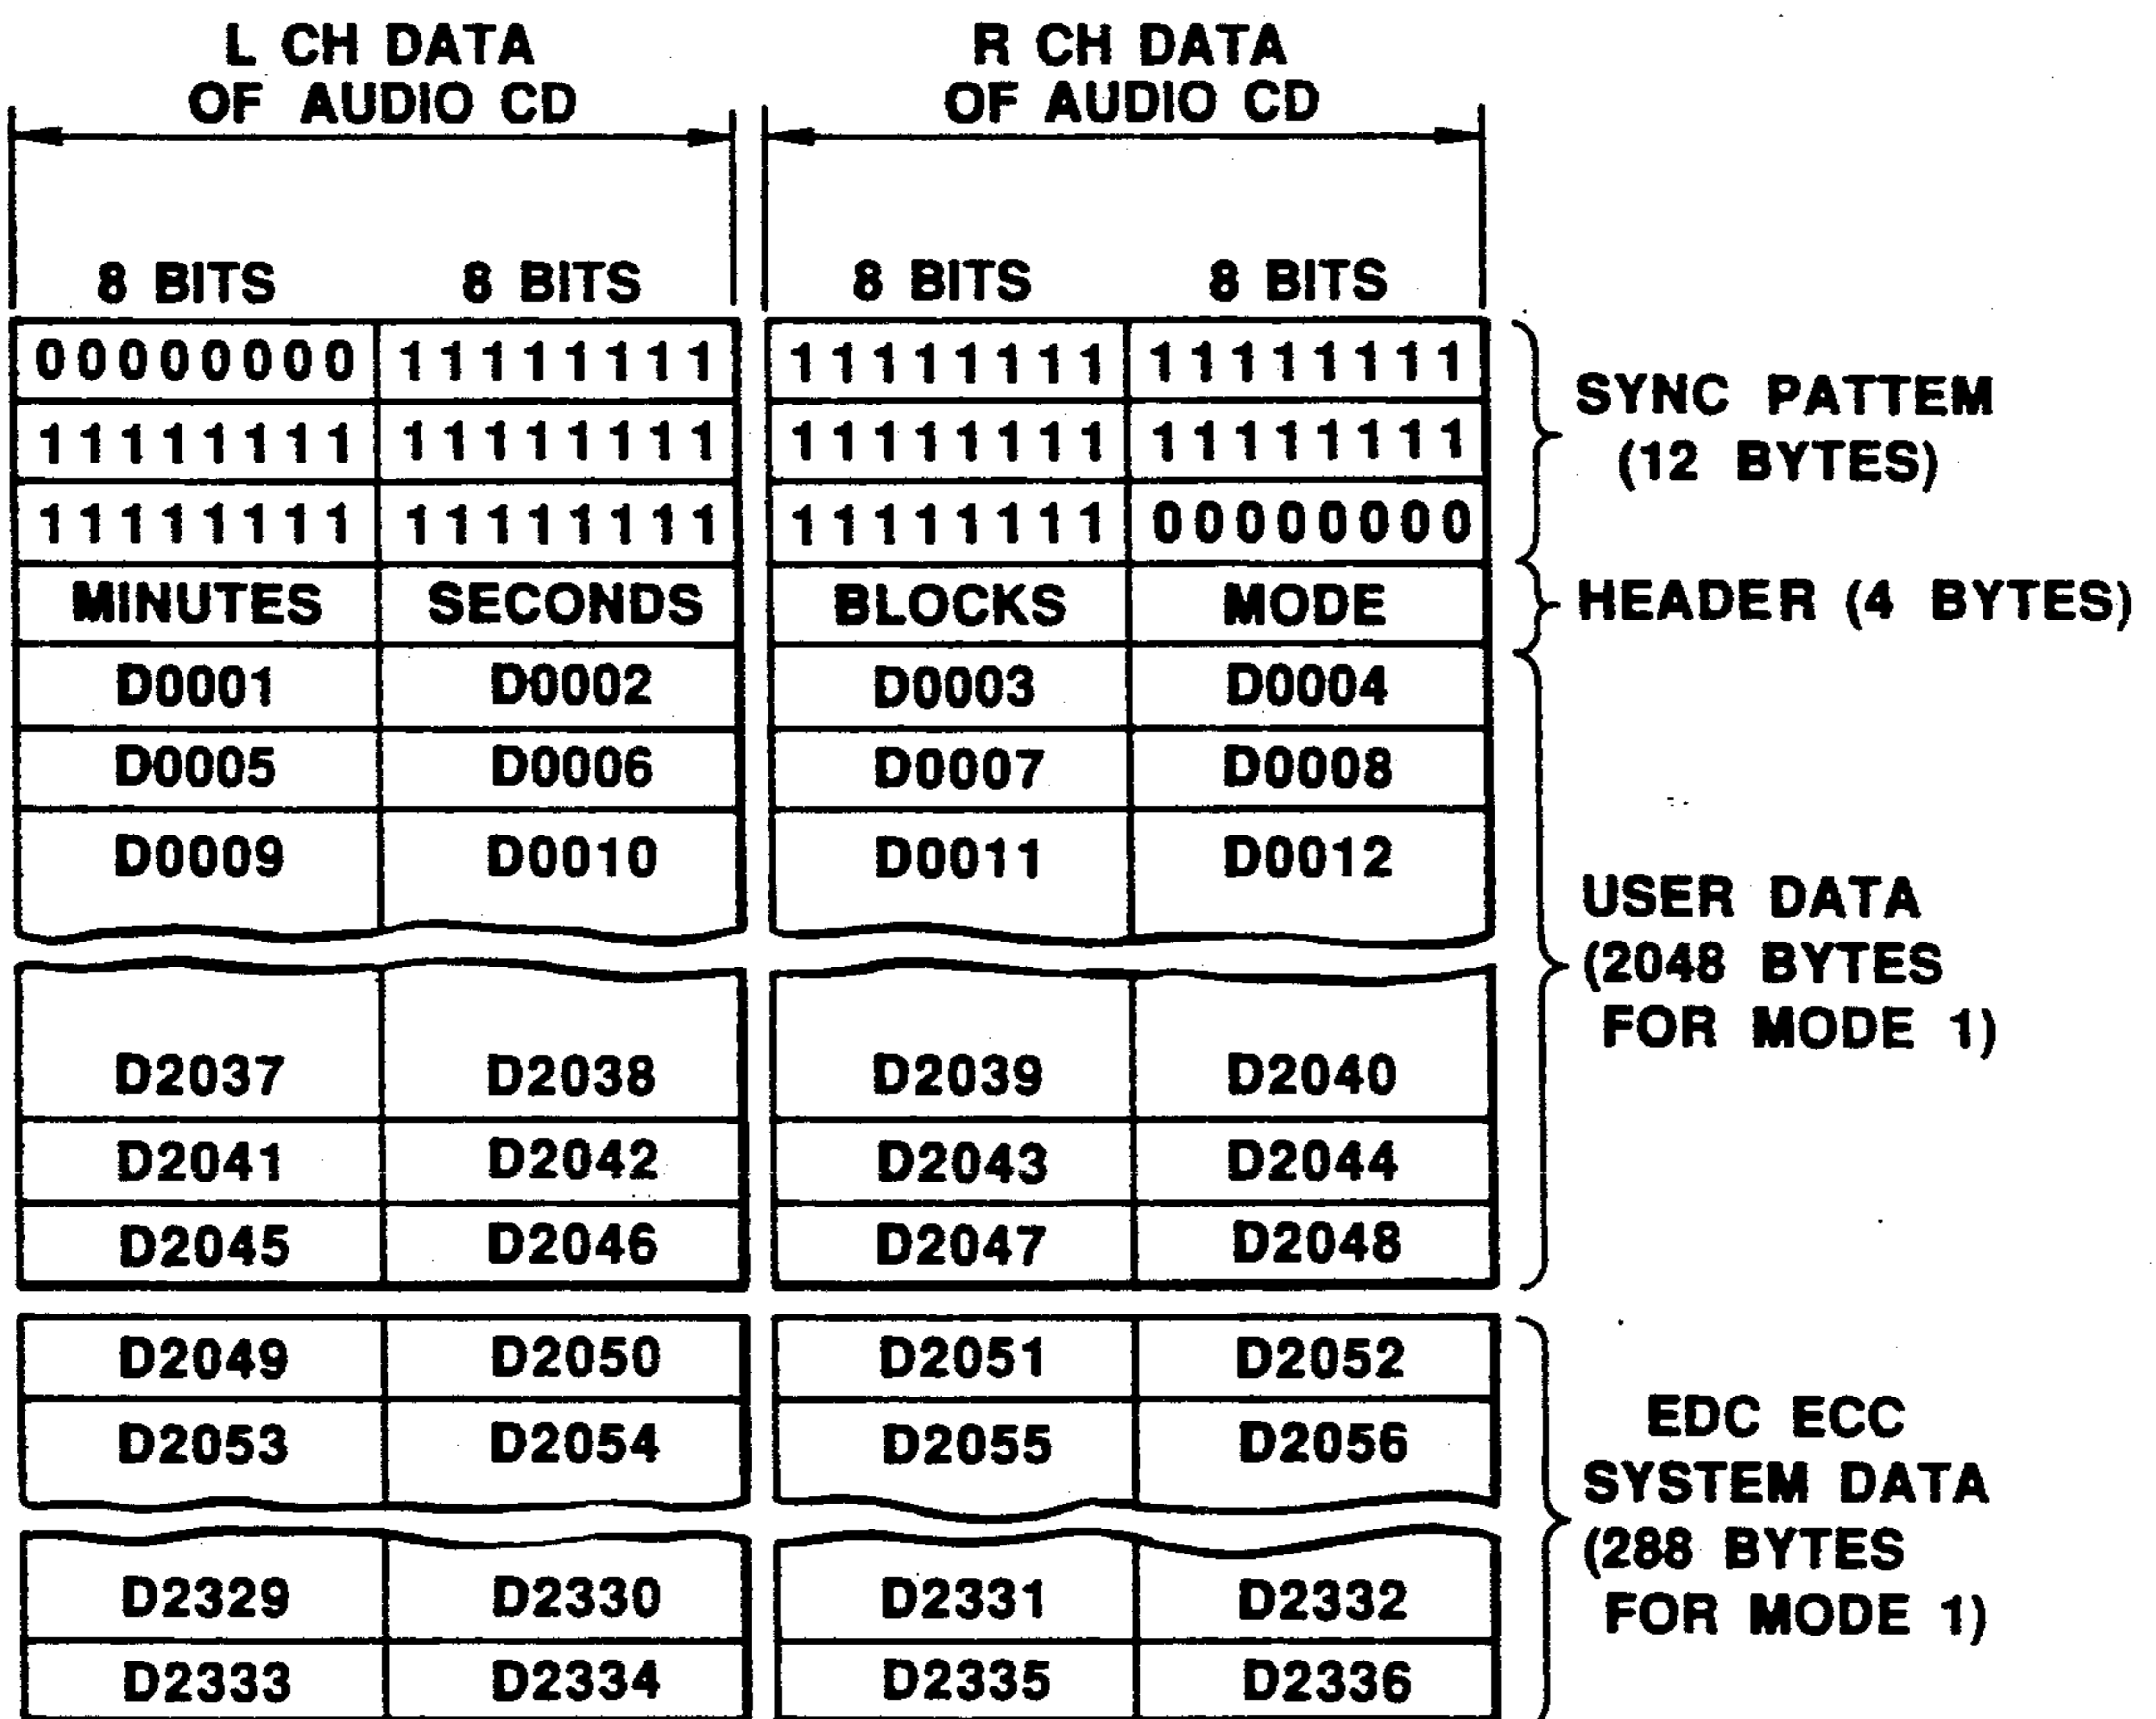 L CH DATA
OF AUDIO CD
R CH DATA
OF AUDIO CD
8 BITS 8 BITS 8 BITS 8 BITS
00000000 11111111 11111111 11111111
11111111 11111111 11111111 11111111
11111111 11111111 11111111 00000000
SYNC PATTEM
(12 BYTES)
MINUTES SECONDS BLOCKS MODE
HEADER (4 BYTES)
D0001 D0002 D0003 D0004
D0005 D0006 D0007 D0008
D0009 D0010 D0011 D0012
D2037 D2038 D2039 D2040
D2041 D2042 D2043 D2044
D2045 D2046 D2047 D2048
USER DATA
(2048 BYTES
FOR MODE 1)
D2049 D2050 D2051 D2052
D2053 D2054 D2055 D2056
D2329 D2330 D2331 D2332
D2333 D2334 D2335 D2336
EDC ECC
SYSTEM DATA
(288 BYTES
FOR MODE 1)